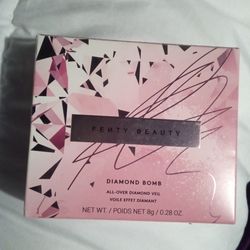 FENTY BEAUTY
DIAMOND BOMB
ALL-OVER DIAMOND VEIL
VOILE EFFET DIAMANT
NET WT. / POIDS NET 8g / 0.28 OZ.